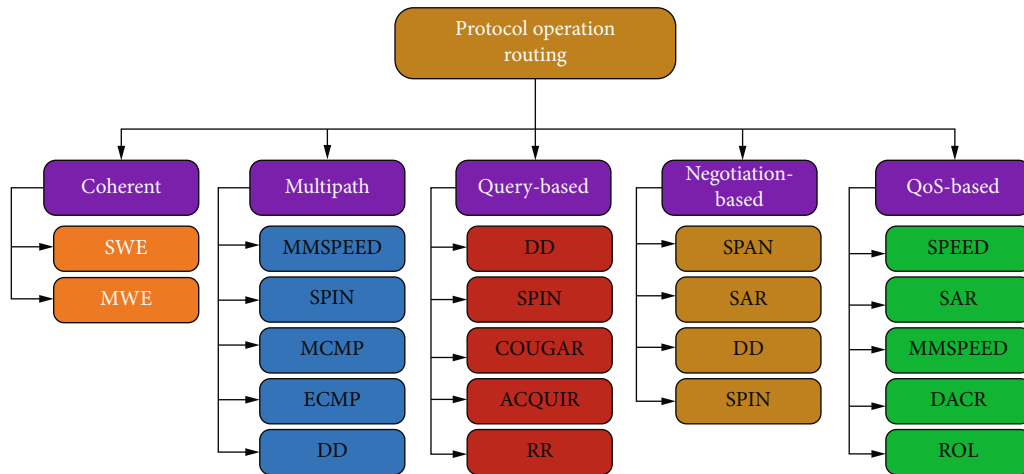 Protocol operation
routing
Coherent
SWE
MWE
Multipath
MMSPEED
SPIN
MCMP
ECMP
DD
Query-based
DD
SPIN
COUGAR
ACQUIR
RR
Negotiation-
based
SPAN
SAR
DD
SPIN
QoS-based
SPEED
SAR
MMSPEED
DACR
ROL